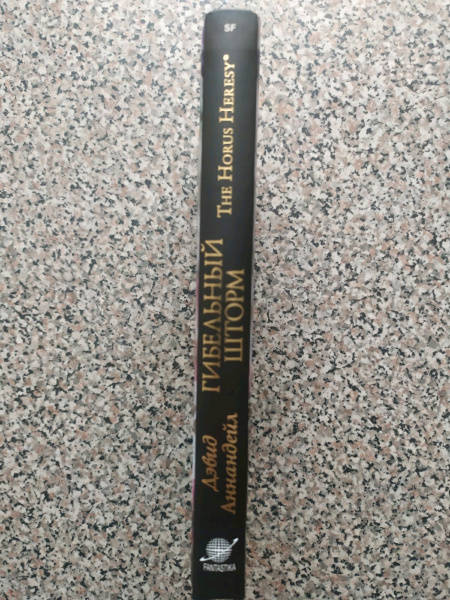 SF
THE HORUS HERESY®
ГИБЕЛЬНЫЙ
ШТОРМ
Дэвид
Аннандейл
FANTASTIKA